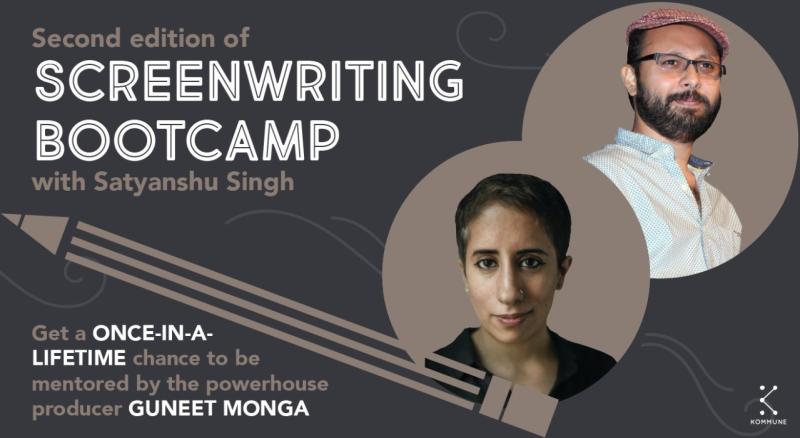 Second edition of
SCREENWRITING
BOOTCAMP
with Satyanshu Singh
Get a ONCE-IN-A-
LIFETIME chance to be
mentored by the powerhouse
producer GUNEET MONGA
KOMMUNE